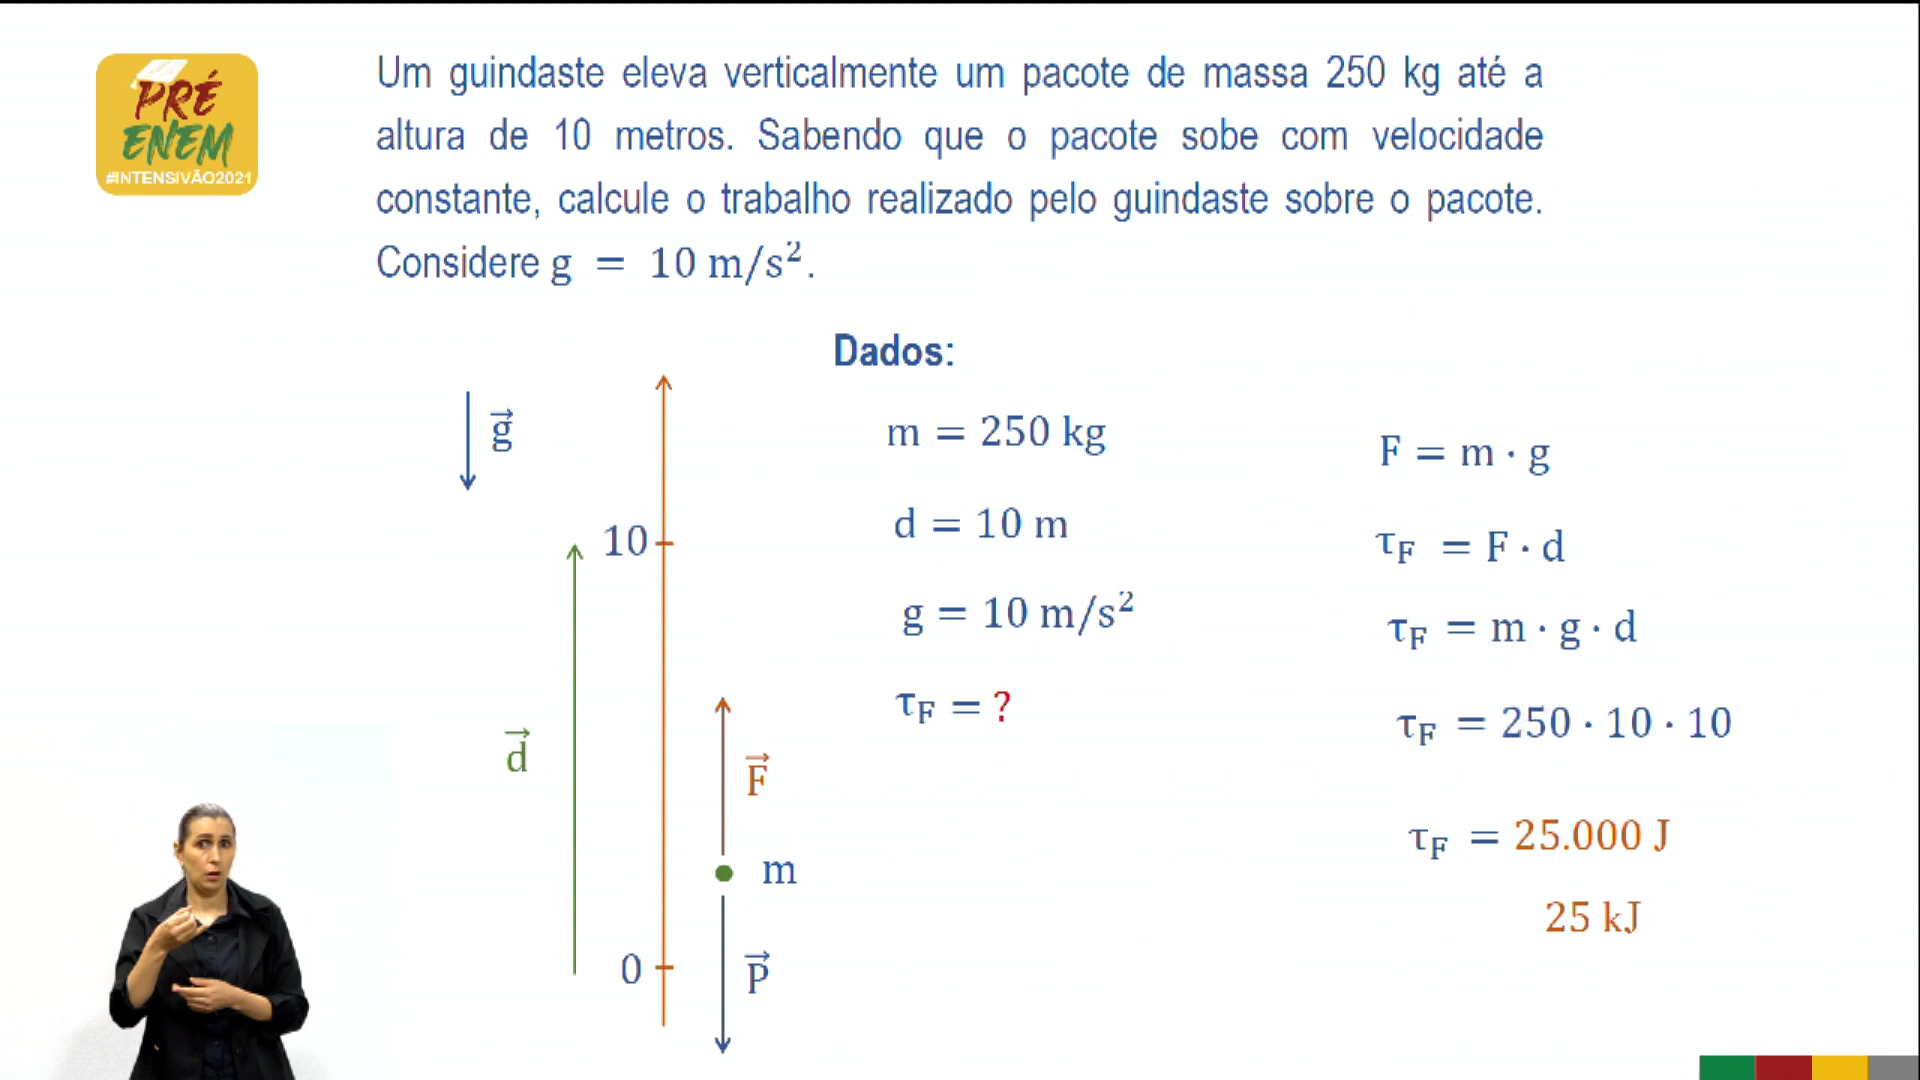 PRÉ
ENEM
#INTENSIVÃO2021
Um guindaste eleva verticalmente um pacote de massa 250 kg até a
altura de 10 metros. Sabendo que o pacote sobe com velocidade
constante, calcule o trabalho realizado pelo guindaste sobre o pacote.
Considere g = 10 m/s².
Dados:
g⃗
10
d⃗
F⃗
m
0
P⃗
m = 250 kg
d = 10 m
g = 10 m/s²
τ_F = ?
F = m · g
τ_F = F · d
τ_F = m · g · d
τ_F = 250 · 10 · 10
τ_F = 25.000 J
25 kJ